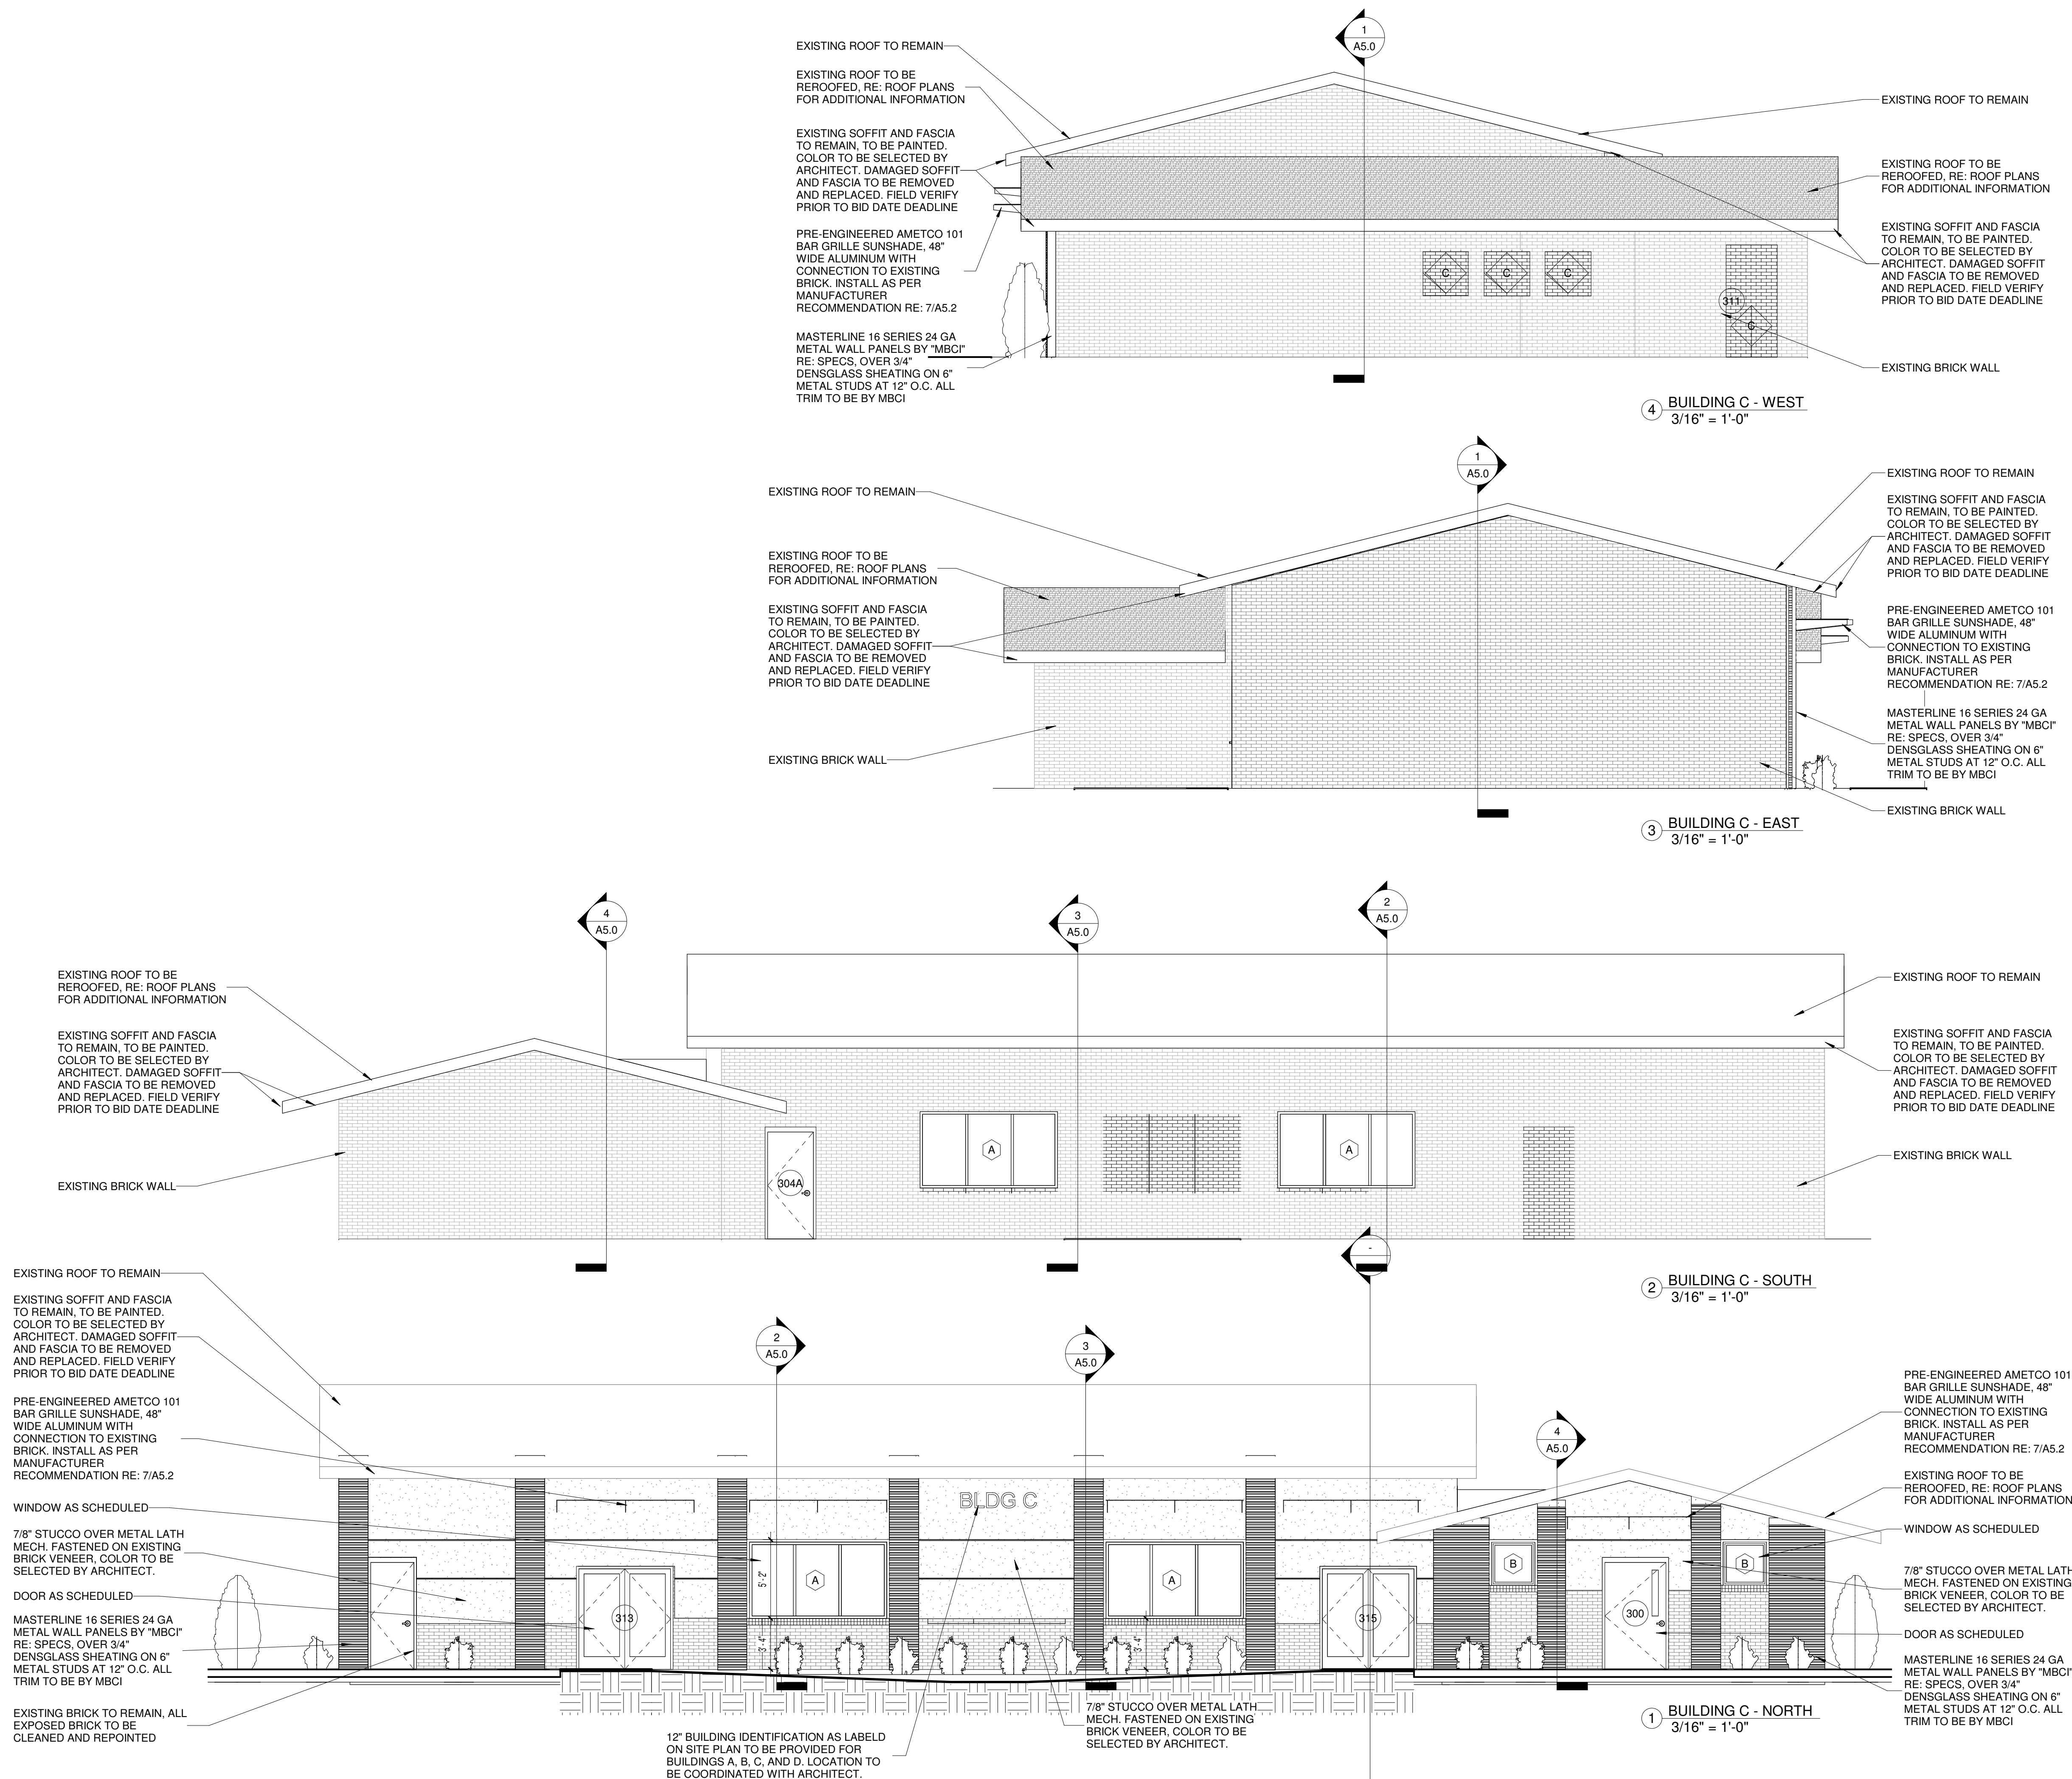 1
A5.0
EXISTING ROOF TO REMAIN
EXISTING ROOF TO BE
REROOFED, RE: ROOF PLANS
FOR ADDITIONAL INFORMATION
EXISTING SOFFIT AND FASCIA
TO REMAIN, TO BE PAINTED.
COLOR TO BE SELECTED BY
ARCHITECT. DAMAGED SOFFIT
AND FASCIA TO BE REMOVED
AND REPLACED. FIELD VERIFY
PRIOR TO BID DATE DEADLINE
PRE-ENGINEERED AMETCO 101
BAR GRILLE SUNSHADE, 48"
WIDE ALUMINUM WITH
CONNECTION TO EXISTING
BRICK. INSTALL AS PER
MANUFACTURER
RECOMMENDATION RE: 7/A5.2
MASTERLINE 16 SERIES 24 GA
METAL WALL PANELS BY "MBCI"
RE: SPECS, OVER 3/4"
DENSGLASS SHEATING ON 6"
METAL STUDS AT 12" O.C. ALL
TRIM TO BE BY MBCI
C
C
C
311
C
EXISTING ROOF TO REMAIN
EXISTING ROOF TO BE
REROOFED, RE: ROOF PLANS
FOR ADDITIONAL INFORMATION
EXISTING SOFFIT AND FASCIA
TO REMAIN, TO BE PAINTED.
COLOR TO BE SELECTED BY
ARCHITECT. DAMAGED SOFFIT
AND FASCIA TO BE REMOVED
AND REPLACED. FIELD VERIFY
PRIOR TO BID DATE DEADLINE
EXISTING BRICK WALL
4 BUILDING C - WEST
3/16" = 1'-0"
1
A5.0
EXISTING ROOF TO REMAIN
EXISTING ROOF TO BE
REROOFED, RE: ROOF PLANS
FOR ADDITIONAL INFORMATION
EXISTING SOFFIT AND FASCIA
TO REMAIN, TO BE PAINTED.
COLOR TO BE SELECTED BY
ARCHITECT. DAMAGED SOFFIT
AND FASCIA TO BE REMOVED
AND REPLACED. FIELD VERIFY
PRIOR TO BID DATE DEADLINE
EXISTING BRICK WALL
EXISTING ROOF TO REMAIN
EXISTING SOFFIT AND FASCIA
TO REMAIN, TO BE PAINTED.
COLOR TO BE SELECTED BY
ARCHITECT. DAMAGED SOFFIT
AND FASCIA TO BE REMOVED
AND REPLACED. FIELD VERIFY
PRIOR TO BID DATE DEADLINE
PRE-ENGINEERED AMETCO 101
BAR GRILLE SUNSHADE, 48"
WIDE ALUMINUM WITH
CONNECTION TO EXISTING
BRICK. INSTALL AS PER
MANUFACTURER
RECOMMENDATION RE: 7/A5.2
MASTERLINE 16 SERIES 24 GA
METAL WALL PANELS BY "MBCI"
RE: SPECS, OVER 3/4"
DENSGLASS SHEATING ON 6"
METAL STUDS AT 12" O.C. ALL
TRIM TO BE BY MBCI
EXISTING BRICK WALL
3 BUILDING C - EAST
3/16" = 1'-0"
4
A5.0
3
A5.0
2
A5.0
EXISTING ROOF TO BE
REROOFED, RE: ROOF PLANS
FOR ADDITIONAL INFORMATION
EXISTING SOFFIT AND FASCIA
TO REMAIN, TO BE PAINTED.
COLOR TO BE SELECTED BY
ARCHITECT. DAMAGED SOFFIT
AND FASCIA TO BE REMOVED
AND REPLACED. FIELD VERIFY
PRIOR TO BID DATE DEADLINE
EXISTING BRICK WALL
304A
A
A
EXISTING ROOF TO REMAIN
EXISTING SOFFIT AND FASCIA
TO REMAIN, TO BE PAINTED.
COLOR TO BE SELECTED BY
ARCHITECT. DAMAGED SOFFIT
AND FASCIA TO BE REMOVED
AND REPLACED. FIELD VERIFY
PRIOR TO BID DATE DEADLINE
EXISTING BRICK WALL
-
2 BUILDING C - SOUTH
3/16" = 1'-0"
EXISTING ROOF TO REMAIN
EXISTING SOFFIT AND FASCIA
TO REMAIN, TO BE PAINTED.
COLOR TO BE SELECTED BY
ARCHITECT. DAMAGED SOFFIT
AND FASCIA TO BE REMOVED
AND REPLACED. FIELD VERIFY
PRIOR TO BID DATE DEADLINE
PRE-ENGINEERED AMETCO 101
BAR GRILLE SUNSHADE, 48"
WIDE ALUMINUM WITH
CONNECTION TO EXISTING
BRICK. INSTALL AS PER
MANUFACTURER
RECOMMENDATION RE: 7/A5.2
WINDOW AS SCHEDULED
7/8" STUCCO OVER METAL LATH
MECH. FASTENED ON EXISTING
BRICK VENEER, COLOR TO BE
SELECTED BY ARCHITECT.
DOOR AS SCHEDULED
MASTERLINE 16 SERIES 24 GA
METAL WALL PANELS BY "MBCI"
RE: SPECS, OVER 3/4"
DENSGLASS SHEATING ON 6"
METAL STUDS AT 12" O.C. ALL
TRIM TO BE BY MBCI
EXISTING BRICK TO REMAIN, ALL
EXPOSED BRICK TO BE
CLEANED AND REPOINTED
2
A5.0
3
A5.0
4
A5.0
BLDG C
5'-2"
A
A
B
B
313
315
300
3'-4"
3'-4"
12" BUILDING IDENTIFICATION AS LABELD
ON SITE PLAN TO BE PROVIDED FOR
BUILDINGS A, B, C, AND D. LOCATION TO
BE COORDINATED WITH ARCHITECT.
7/8" STUCCO OVER METAL LATH
MECH. FASTENED ON EXISTING
BRICK VENEER, COLOR TO BE
SELECTED BY ARCHITECT.
PRE-ENGINEERED AMETCO 101
BAR GRILLE SUNSHADE, 48"
WIDE ALUMINUM WITH
CONNECTION TO EXISTING
BRICK. INSTALL AS PER
MANUFACTURER
RECOMMENDATION RE: 7/A5.2
EXISTING ROOF TO BE
REROOFED, RE: ROOF PLANS
FOR ADDITIONAL INFORMATION
WINDOW AS SCHEDULED
7/8" STUCCO OVER METAL LATH
MECH. FASTENED ON EXISTING
BRICK VENEER, COLOR TO BE
SELECTED BY ARCHITECT.
DOOR AS SCHEDULED
MASTERLINE 16 SERIES 24 GA
METAL WALL PANELS BY "MBCI"
RE: SPECS, OVER 3/4"
DENSGLASS SHEATING ON 6"
METAL STUDS AT 12" O.C. ALL
TRIM TO BE BY MBCI
1 BUILDING C - NORTH
3/16" = 1'-0"